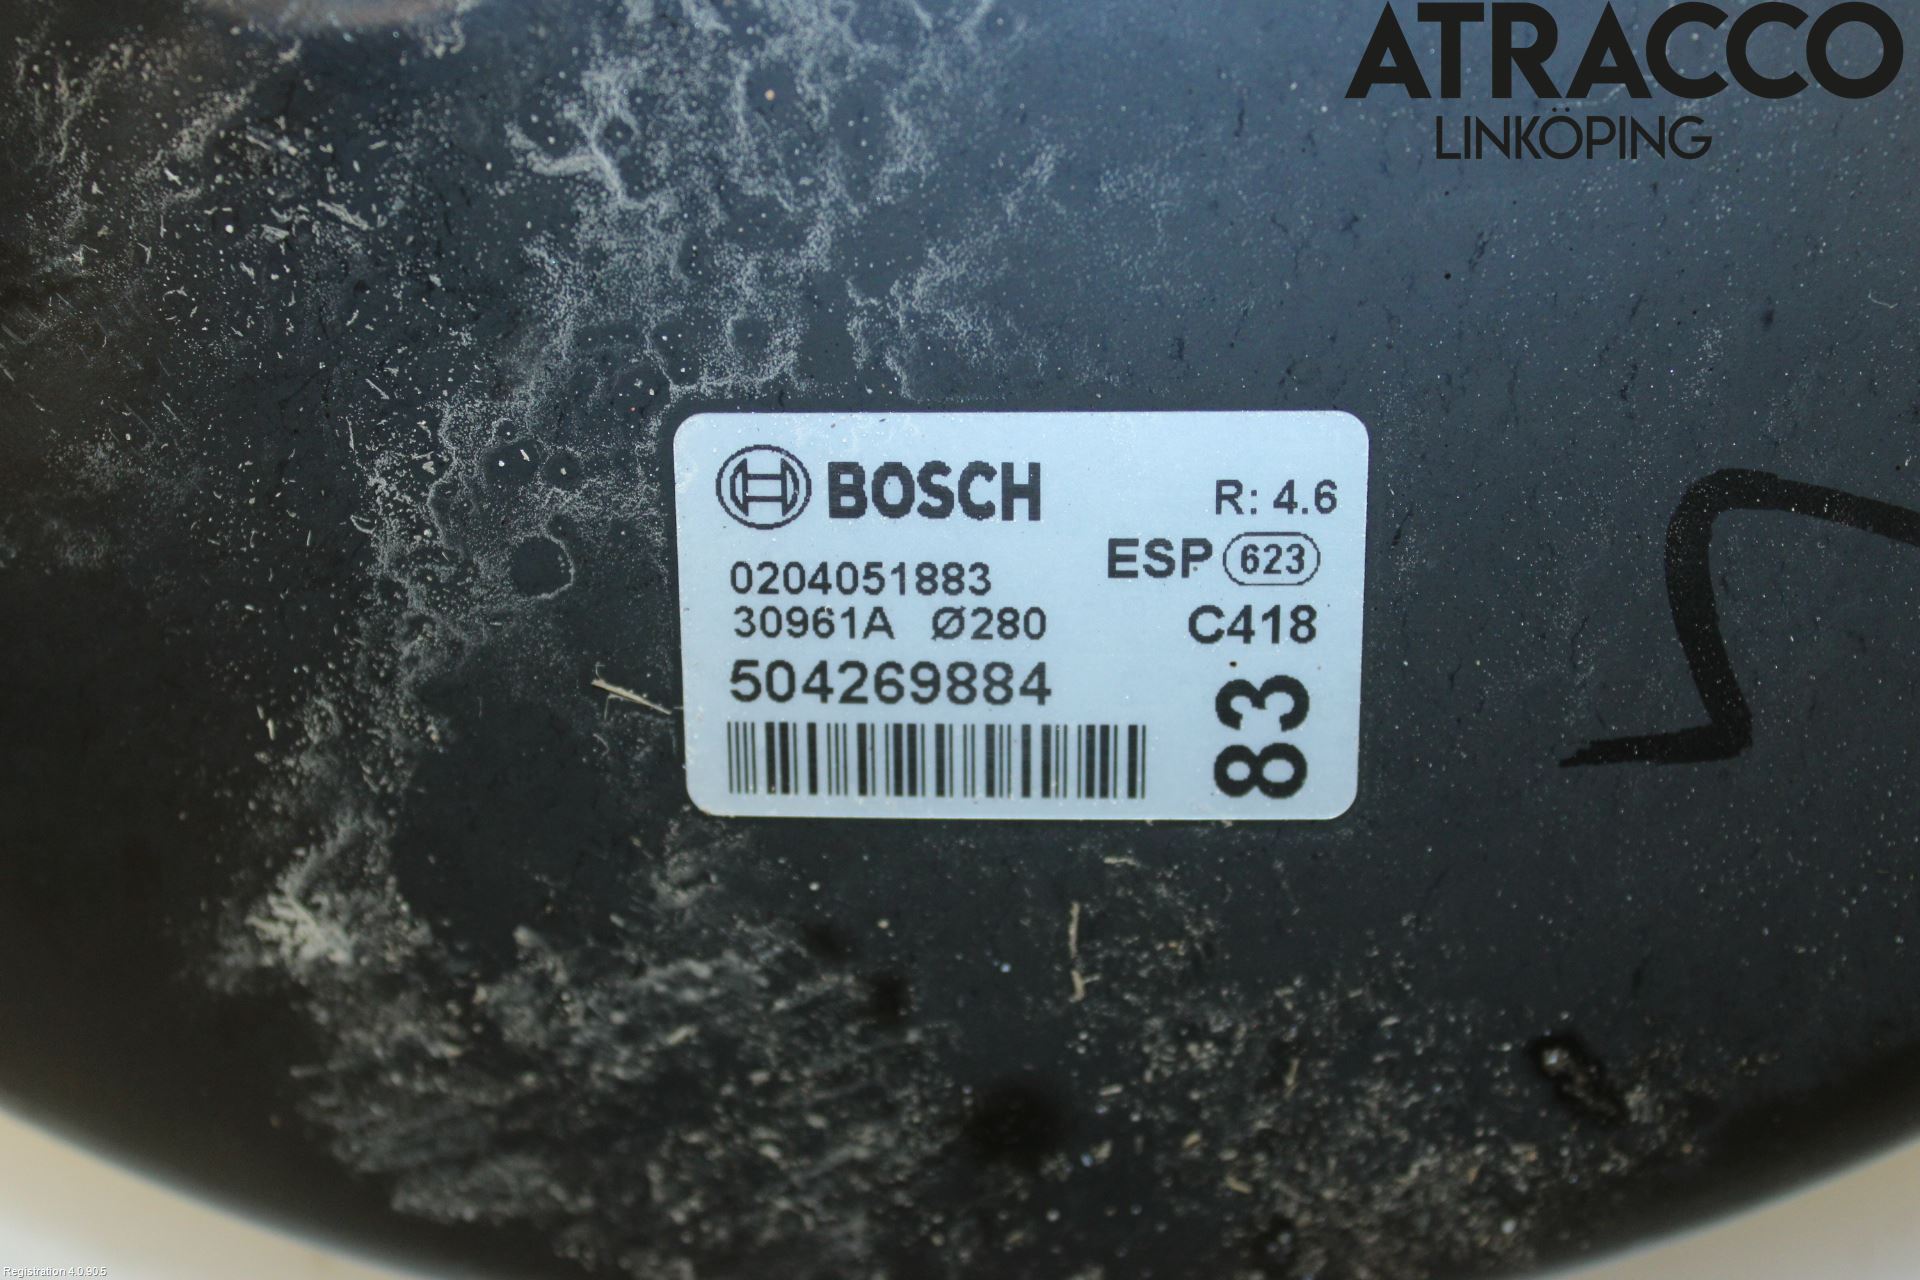 ATRACCO
LINKÖPING
BOSCH
R: 4.6
ESP 623
0204051883
30961A Ø280
C418
504269884
83
Registration 4.0.90.5